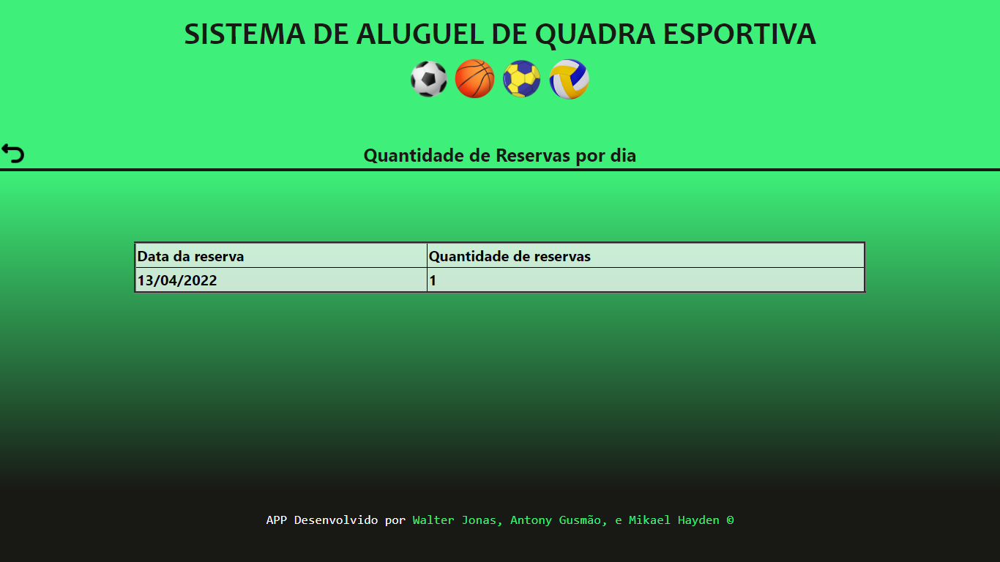 SISTEMA DE ALUGUEL DE QUADRA ESPORTIVA
Quantidade de Reservas por dia
Data da reserva Quantidade de reservas
13/04/2022 1
APP Desenvolvido por Walter Jonas, Antony Gusmão, e Mikael Hayden ©